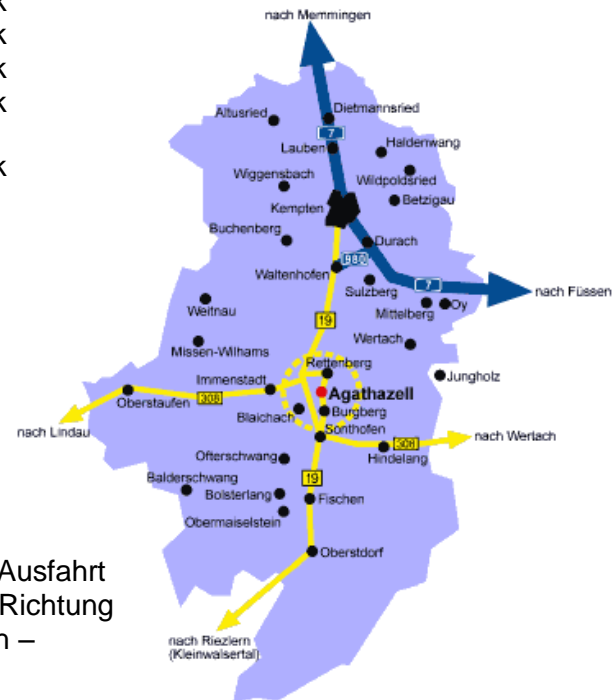 k
k
k
k
k
nach Memmingen
Altusried
Dietmannsried
7
Lauben
Haldenwang
Wiggensbach
Wildpoldsried
Kempten
Betzigau
Buchenberg
Durach
980
Waltenhofen
Sulzberg
7
nach Füssen
Mittelberg
Oy
Weitnau
19
Wertach
Missen-Wilhams
Rettenberg
Immenstadt
Jungholz
Agathazell
Oberstaufen
308
Blaichach
Burgberg
nach Lindau
Sonthofen
308
nach Wertach
Hindelang
Ofterschwang
Balderschwang
19
Bolsterlang
Fischen
Obermaiselstein
Oberstdorf
Ausfahrt
Richtung
n –
nach Riezlern
(Kleinwalsertal)